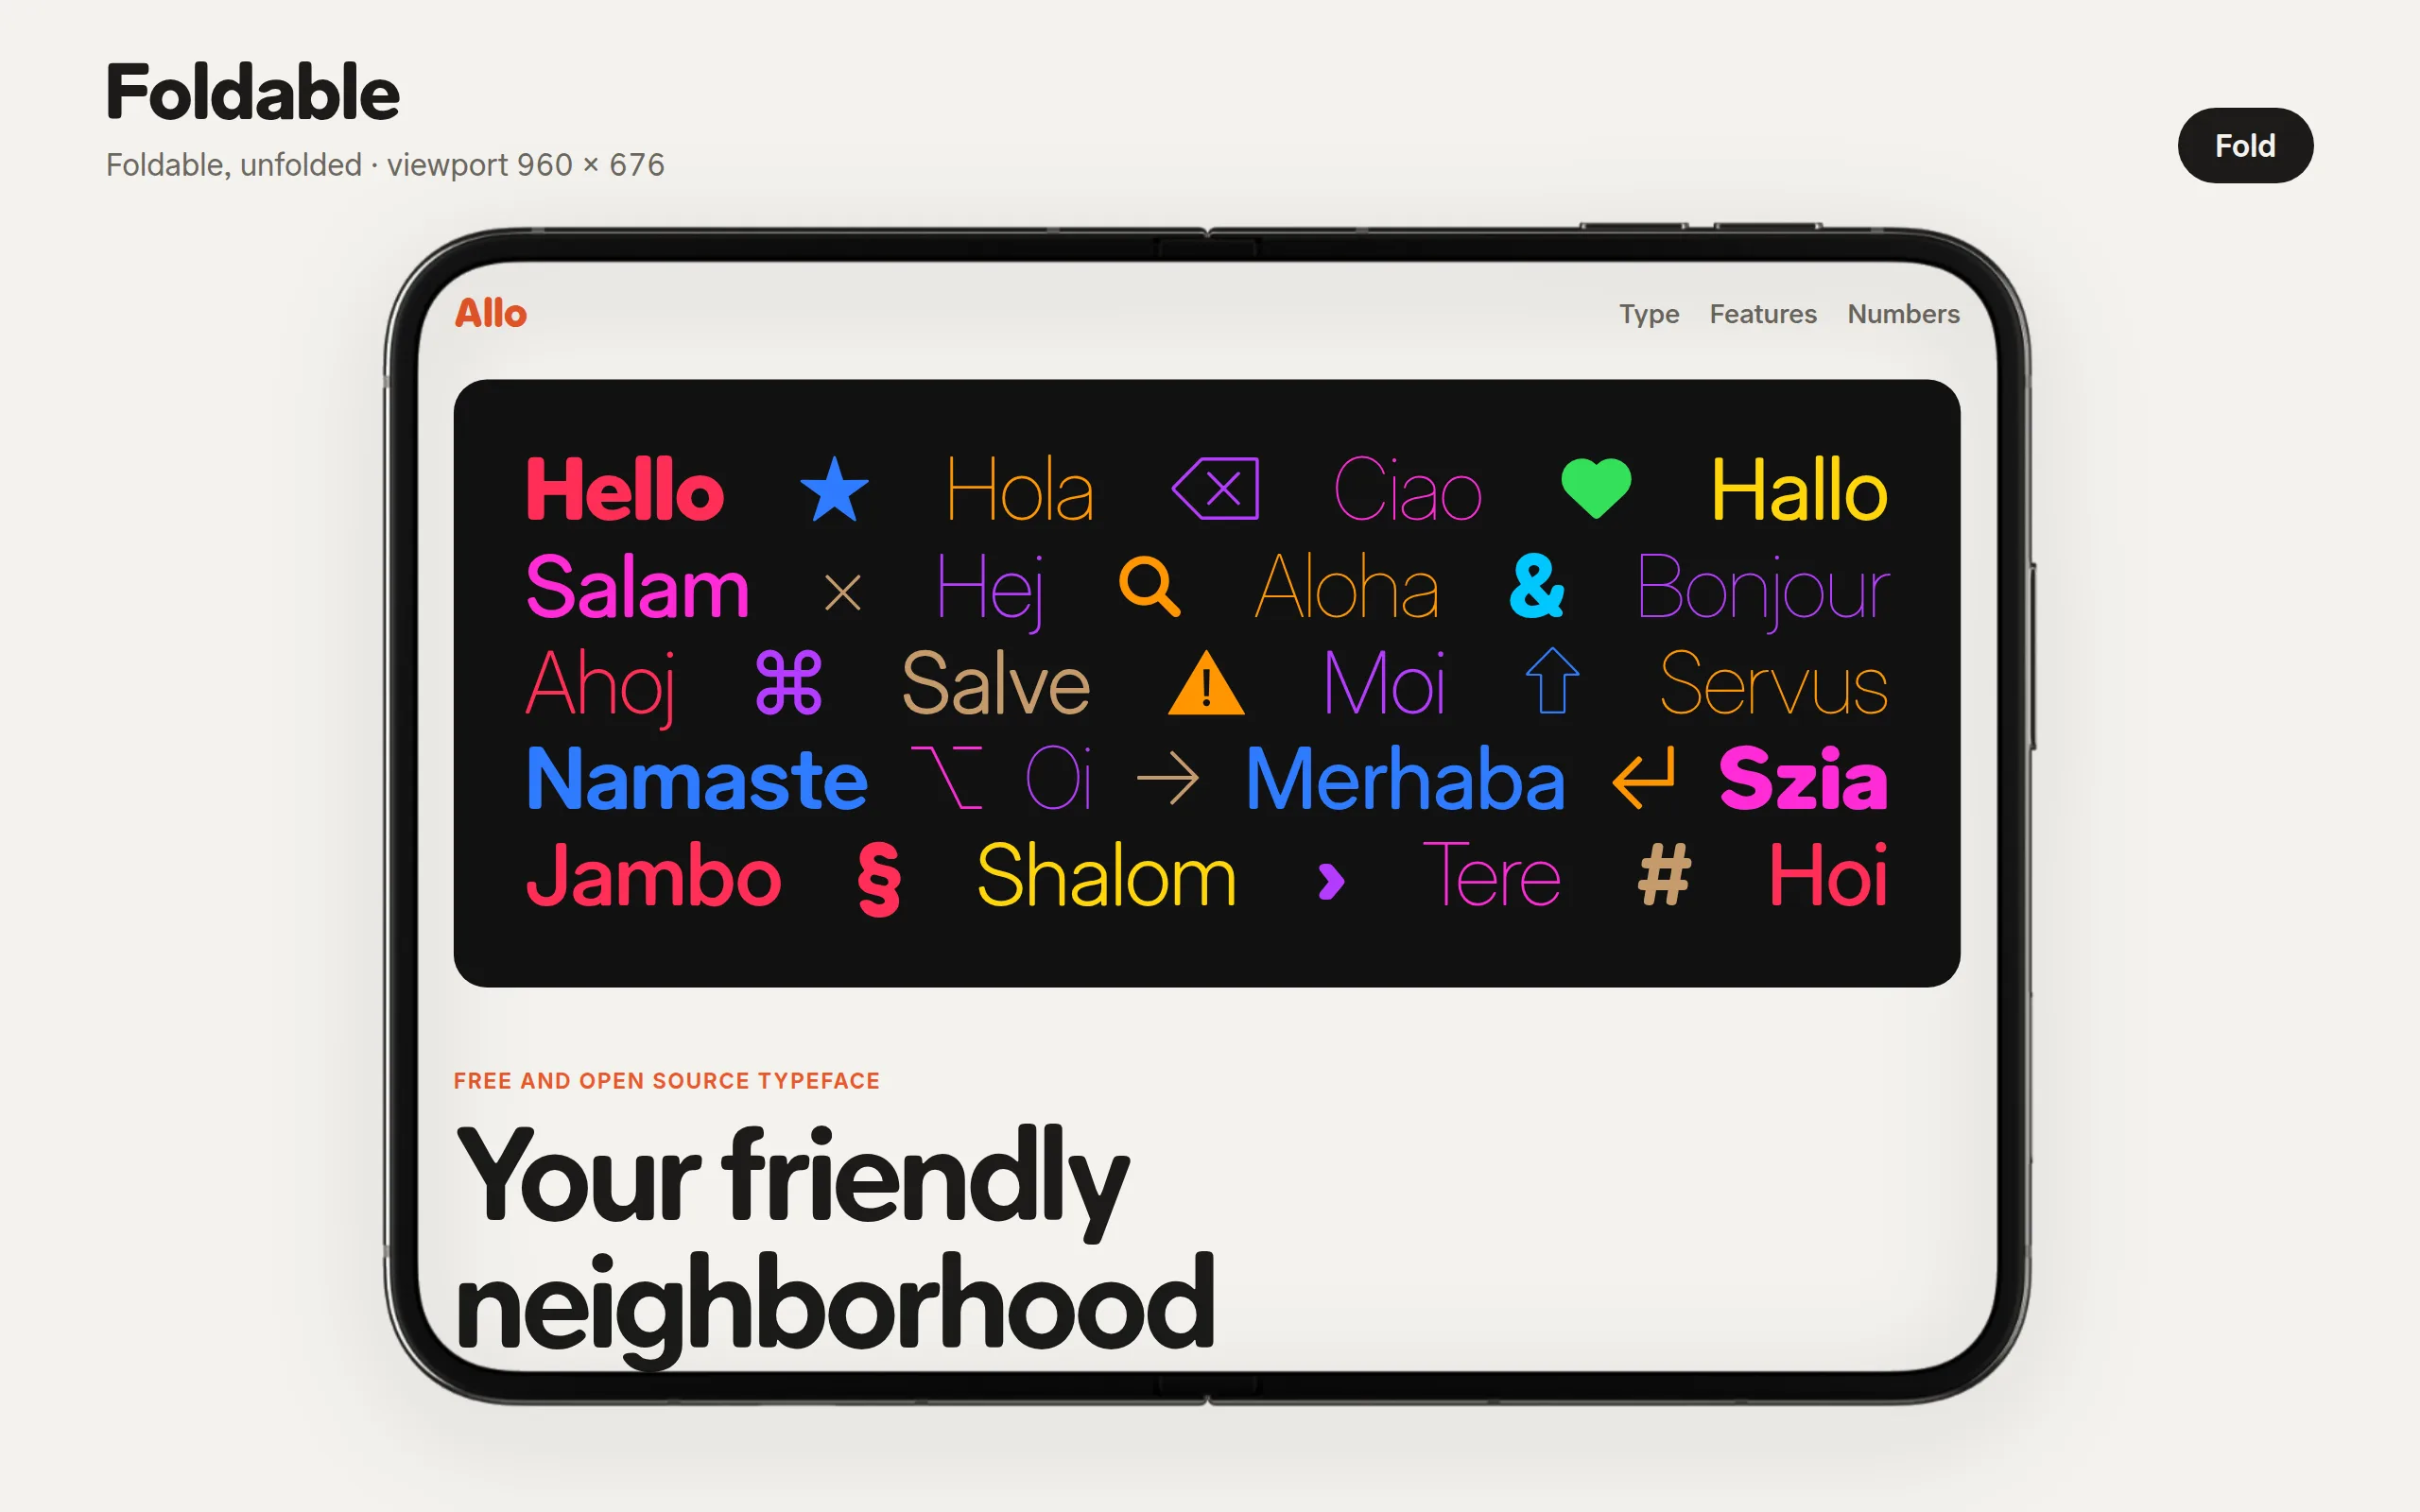 Foldable
Foldable, unfolded · viewport 960 × 676
Fold
Allo
Type Features Numbers
Hello ★ Hola ⌫ Ciao ♥ Hallo
Salam × Hej 🔍 Aloha & Bonjour
Ahoj ⌘ Salve ⚠ Moi ⇧ Servus
Namaste ⌥ Oi → Merhaba ↵ Szia
Jambo § Shalom › Tere # Hoi
FREE AND OPEN SOURCE TYPEFACE
Your friendly
neighborhood